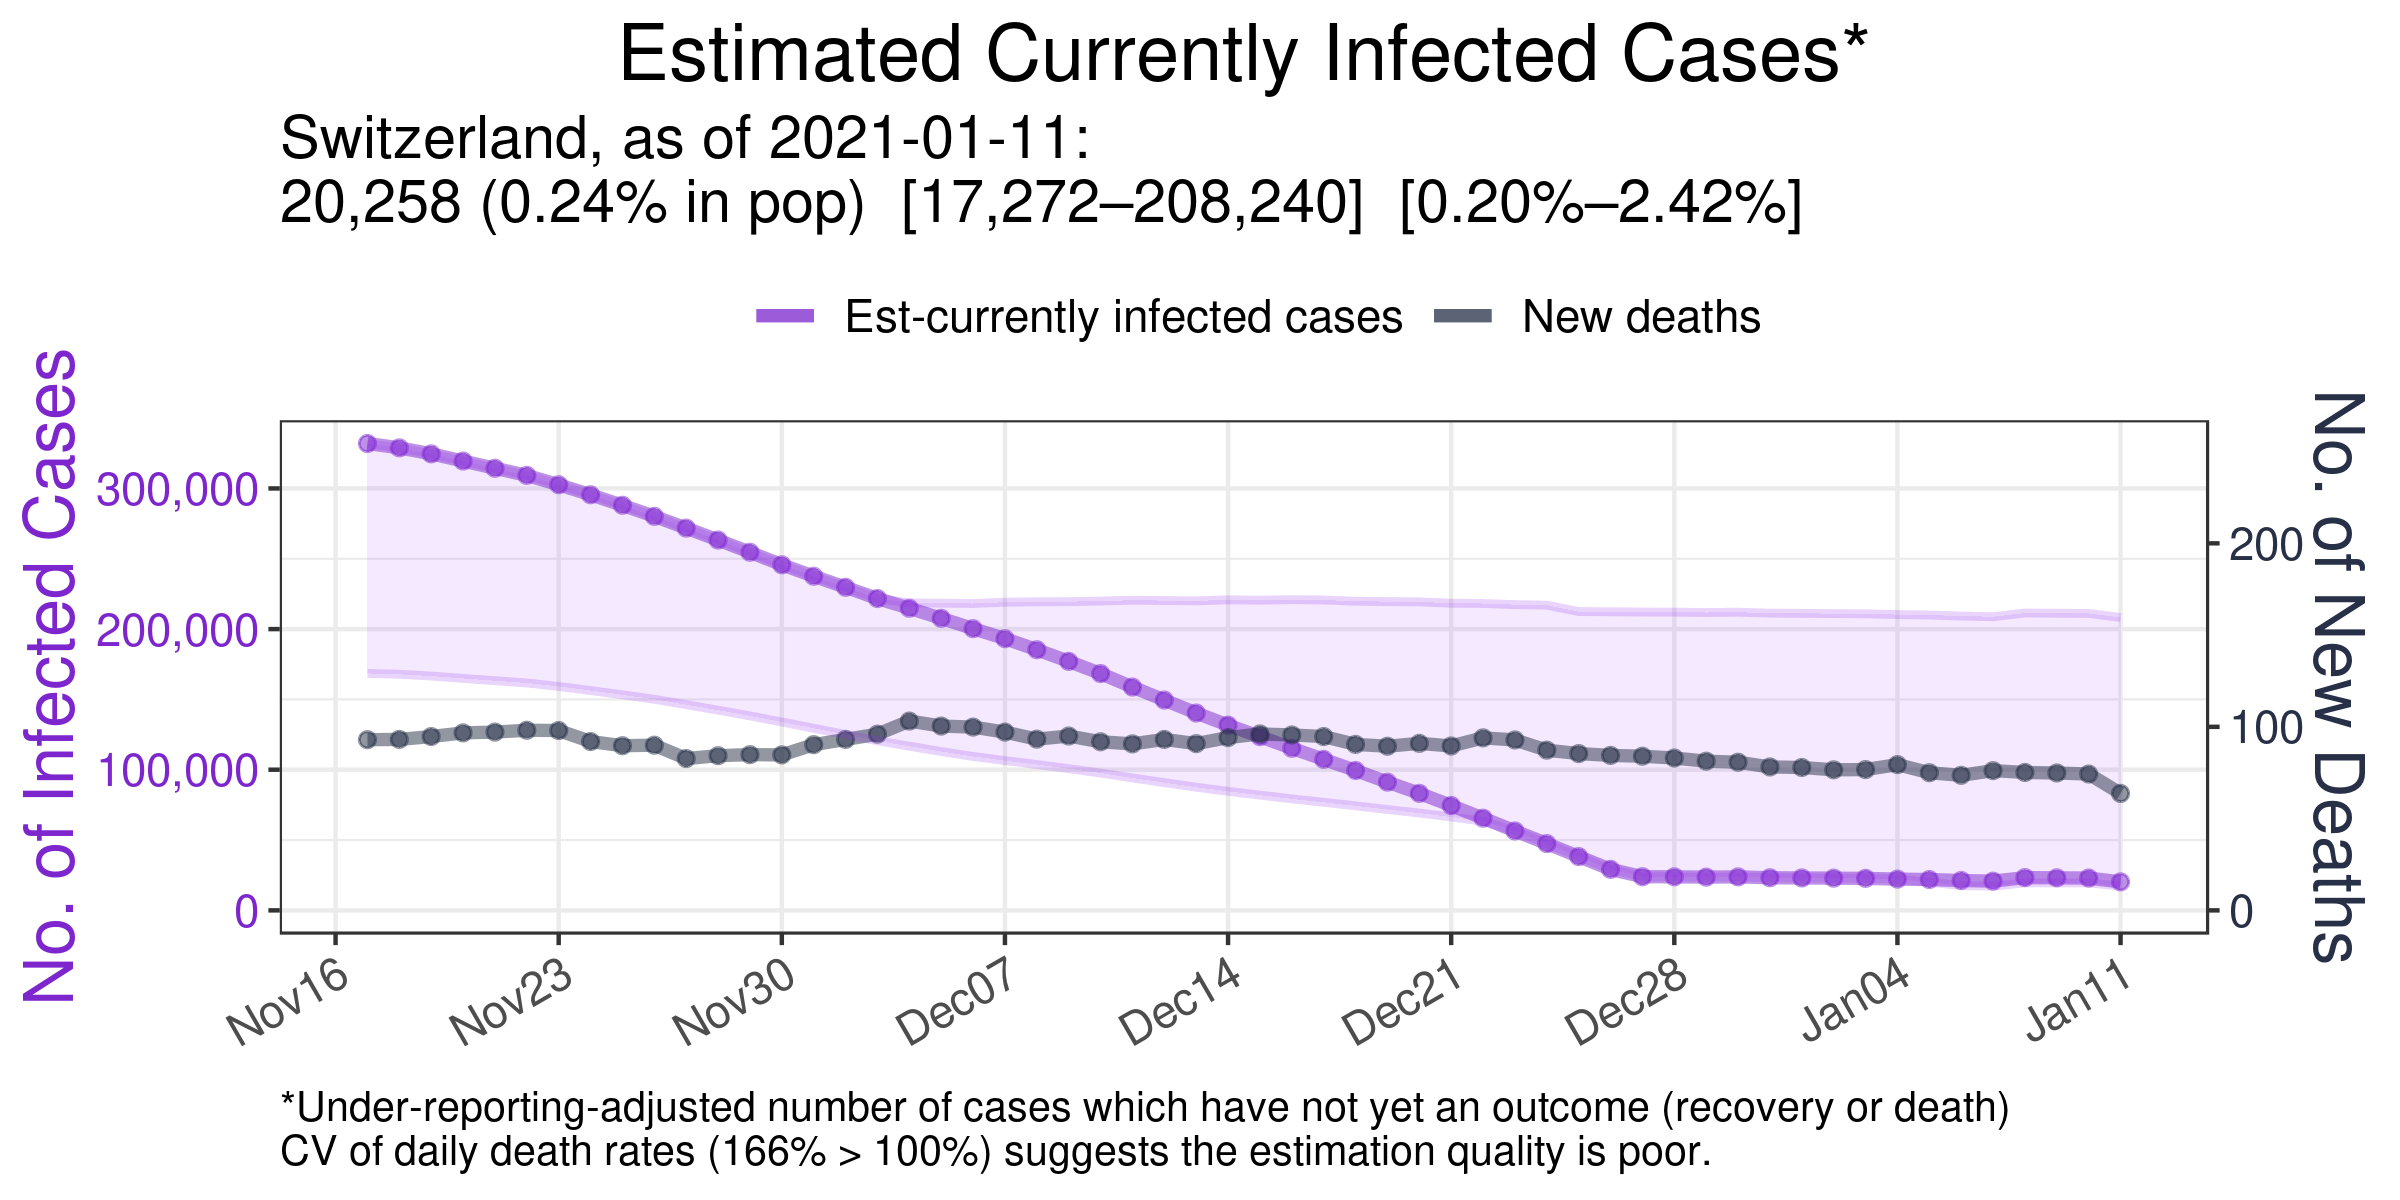 Estimated Currently Infected Cases*
Switzerland, as of 2021-01-11:
20,258 (0.24% in pop)  [17,272–208,240]  [0.20%–2.42%]
Est-currently infected cases
New deaths
No. of Infected Cases
300,000
200,000
100,000
0
No. of New Deaths
200
100
0
Nov16
Nov23
Nov30
Dec07
Dec14
Dec21
Dec28
Jan04
Jan11
*Under-reporting-adjusted number of cases which have not yet an outcome (recovery or death)
CV of daily death rates (166% > 100%) suggests the estimation quality is poor.